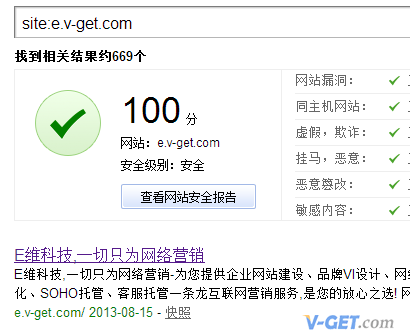 site:e.v-get.com
找到相关结果约669个
100 分
网站：e.v-get.com
安全级别：安全
查看网站安全报告
网站漏洞：
同主机网站：
虚假，欺诈：
挂马，恶意：
恶意篡改：
敏感内容：
E维科技,一切只为网络营销
E维科技,一切只为网络营销-为您提供企业网站建设、品牌VI设计、网
化、SOHO托管、客服托管一条龙互联网营销服务,是您的放心之选!
e.v-get.com/ 2013-08-15 - 快照
V-GET.com